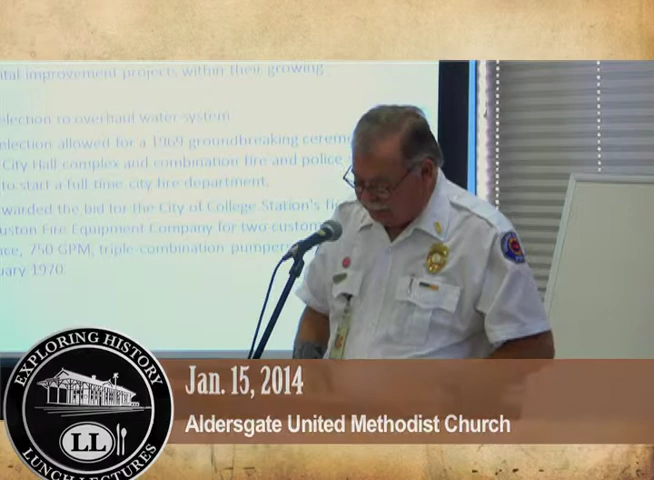 ntal improvement projects within their growing
election to overhaul water system
election allowed for a 1969 groundbreaking cerem
City Hall complex and combination fire and police
to start a full time city fire department.
warded the bid for the City of College Station's fi
uston Fire Equipment Company for two custom
nce, 750 GPM, triple-combination pumpers
uary 1970.
EXPLORING HISTORY
LL
LUNCH LECTURES
Jan. 15, 2014
Aldersgate United Methodist Church